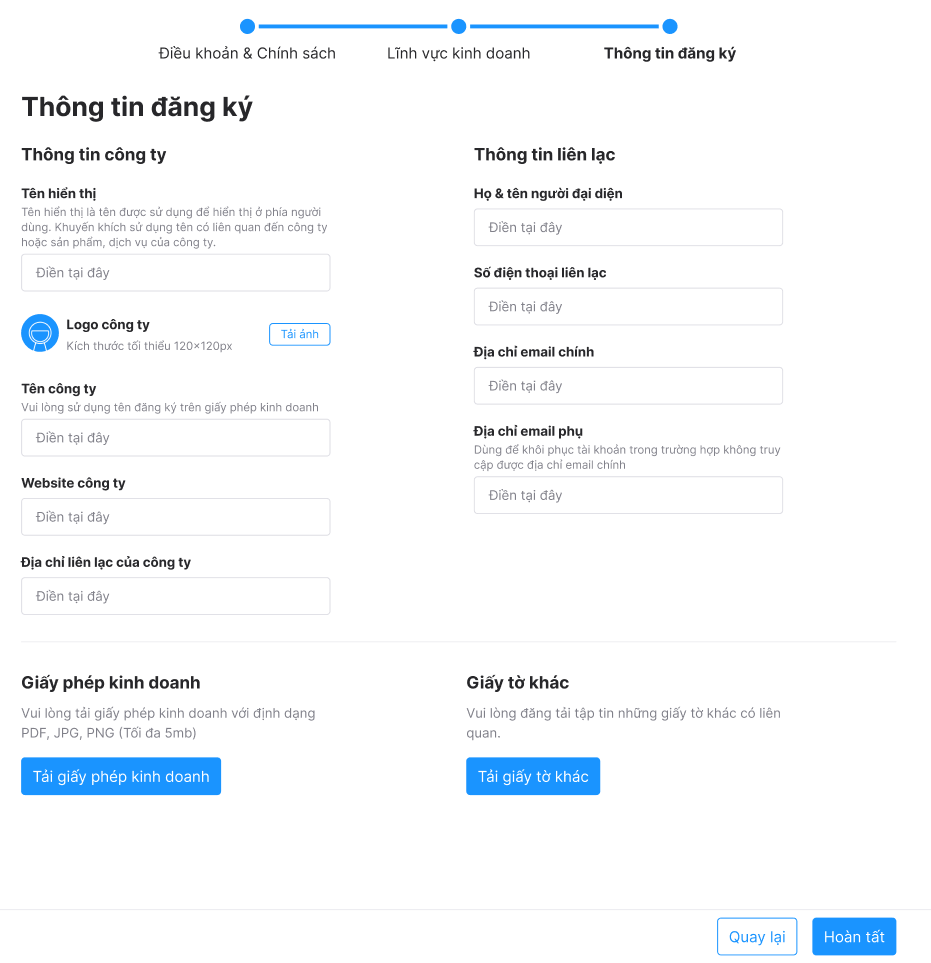 Điều khoản & Chính sách
Lĩnh vực kinh doanh
Thông tin đăng ký
Thông tin đăng ký
Thông tin công ty
Tên hiển thị
Tên hiển thị là tên được sử dụng để hiển thị ở phía người
dùng. Khuyến khích sử dụng tên có liên quan đến công ty
hoặc sản phẩm, dịch vụ của công ty.
Điền tại đây
Logo công ty
Kích thước tối thiểu 120x120px
Tải ảnh
Tên công ty
Vui lòng sử dụng tên đăng ký trên giấy phép kinh doanh
Điền tại đây
Website công ty
Điền tại đây
Địa chỉ liên lạc của công ty
Điền tại đây
Thông tin liên lạc
Họ & tên người đại diện
Điền tại đây
Số điện thoại liên lạc
Điền tại đây
Địa chỉ email chính
Điền tại đây
Địa chỉ email phụ
Dùng để khôi phục tài khoản trong trường hợp không truy
cập được địa chỉ email chính
Điền tại đây
Giấy phép kinh doanh
Vui lòng tải giấy phép kinh doanh với định dạng
PDF, JPG, PNG (Tối đa 5mb)
Tải giấy phép kinh doanh
Giấy tờ khác
Vui lòng đăng tải tập tin những giấy tờ khác có liên
quan.
Tải giấy tờ khác
Quay lại
Hoàn tất